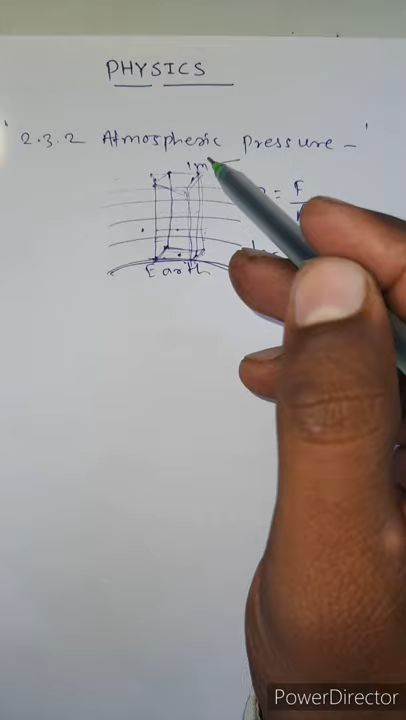 PHYSICS
2.3.2 Atmospheric Pressure -
1m
= F
Earth
PowerDirector